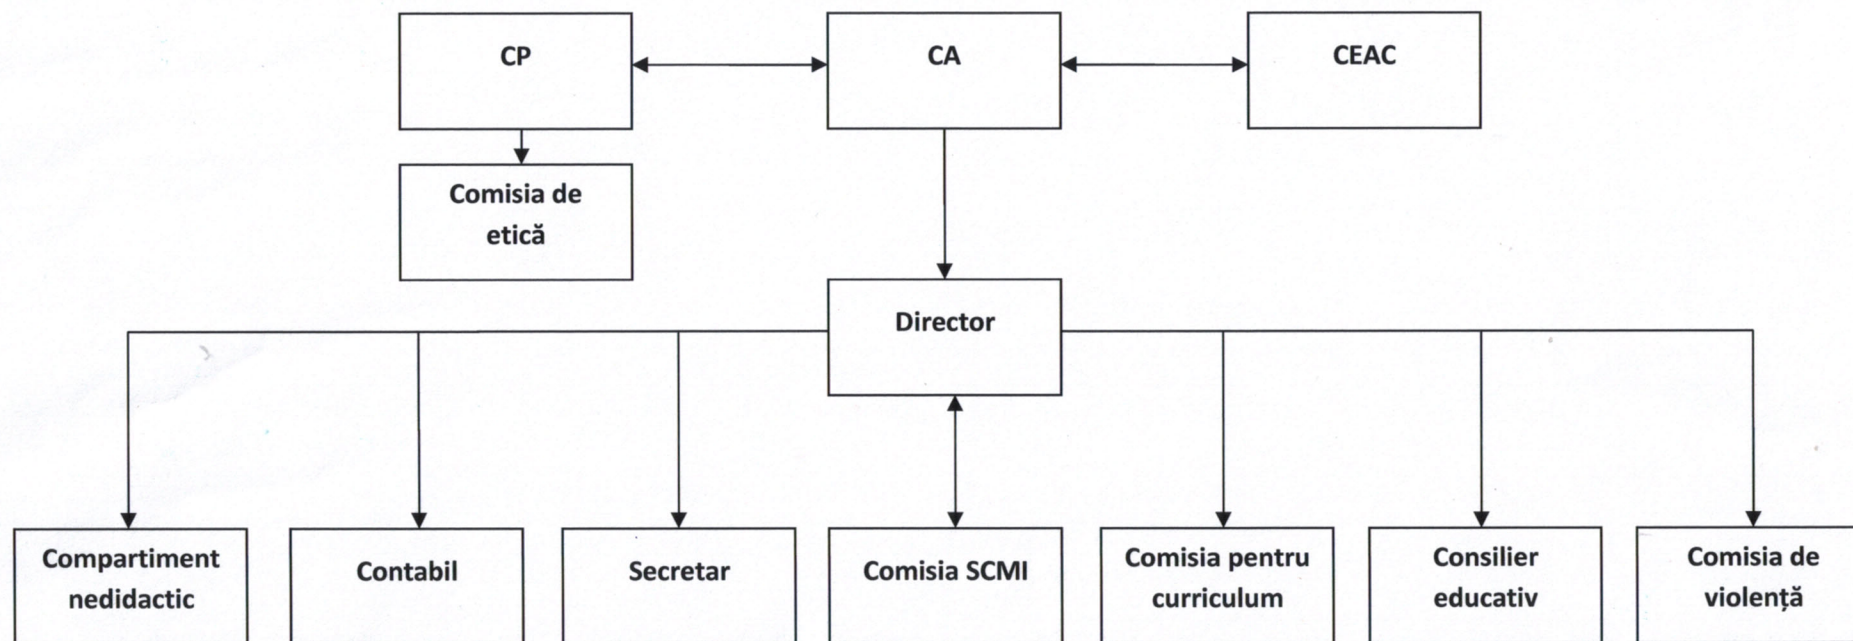 CP
CA
CEAC
Comisia de
etică
Director
Compartiment
nedidactic
Contabil
Secretar
Comisia SCMI
Comisia pentru
curriculum
Consilier
educativ
Comisia de
violență